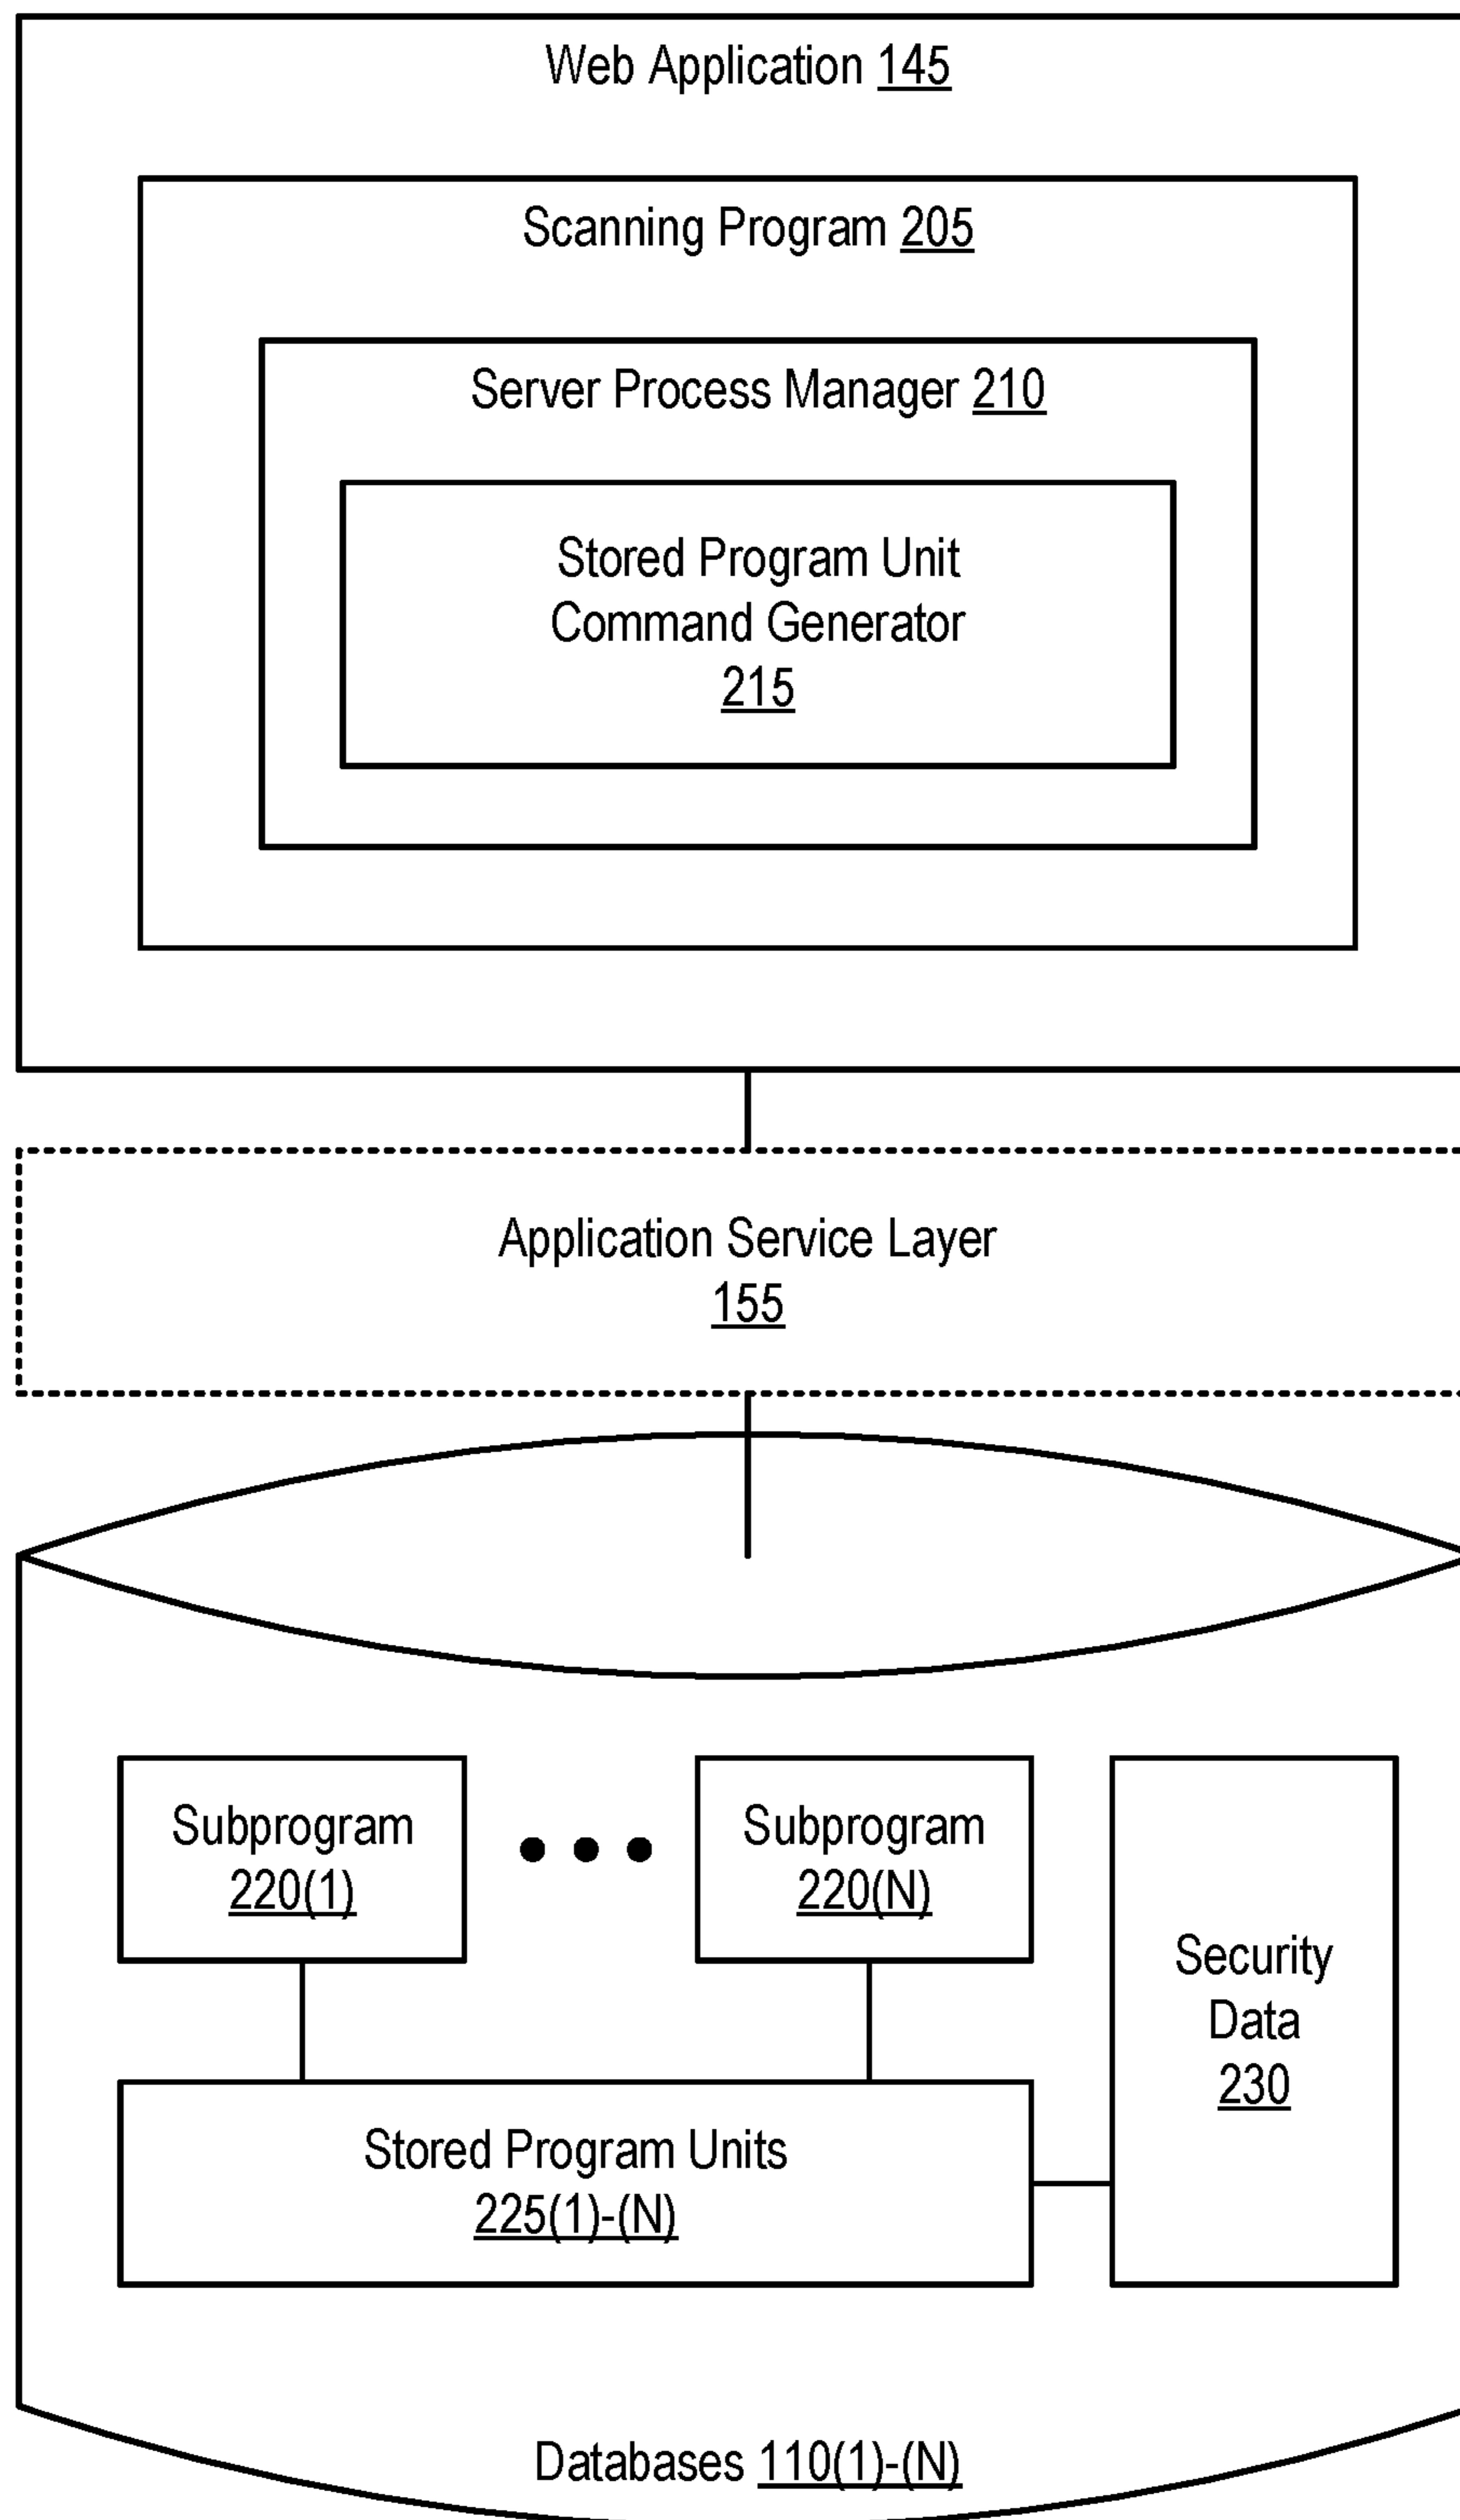 Web Application 145
Scanning Program 205
Server Process Manager 210
Stored Program Unit
Command Generator
215
Application Service Layer
155
Subprogram
220(1)
Subprogram
220(N)
Security
Data
230
Stored Program Units
225(1)-(N)
Databases 110(1)-(N)